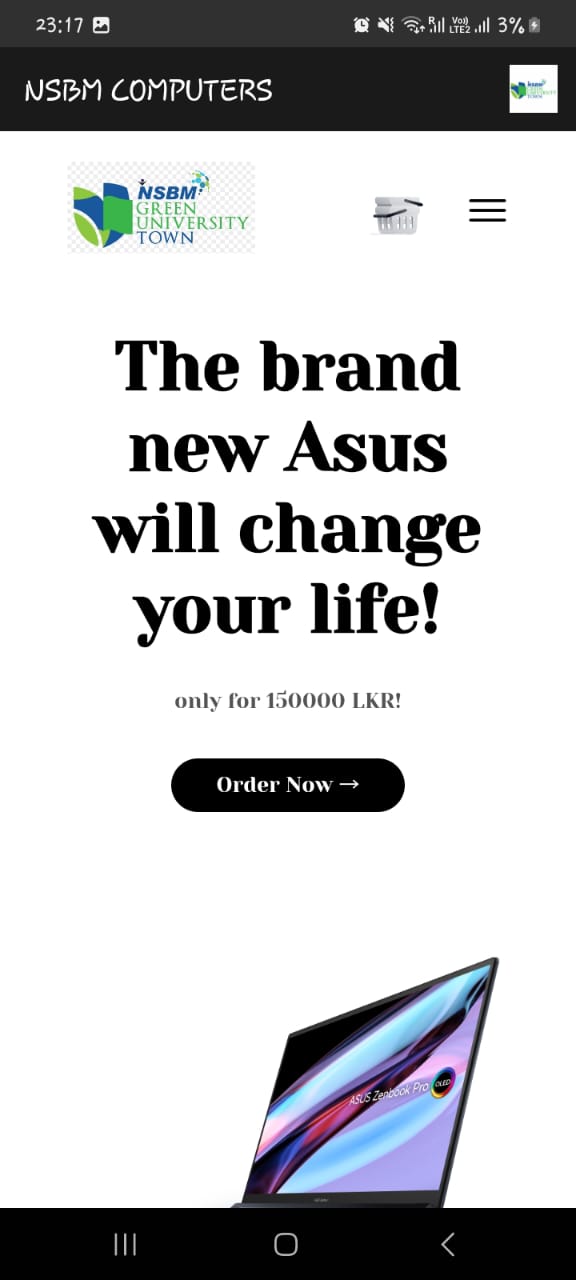 23:17
R
Vo))
LTE2
3%
NSBM COMPUTERS
NSBM
GREEN
UNIVERSITY
TOWN
The brand
new Asus
will change
your life!
only for 150000 LKR!
Order Now →
ASUS Zenbook Pro OLED